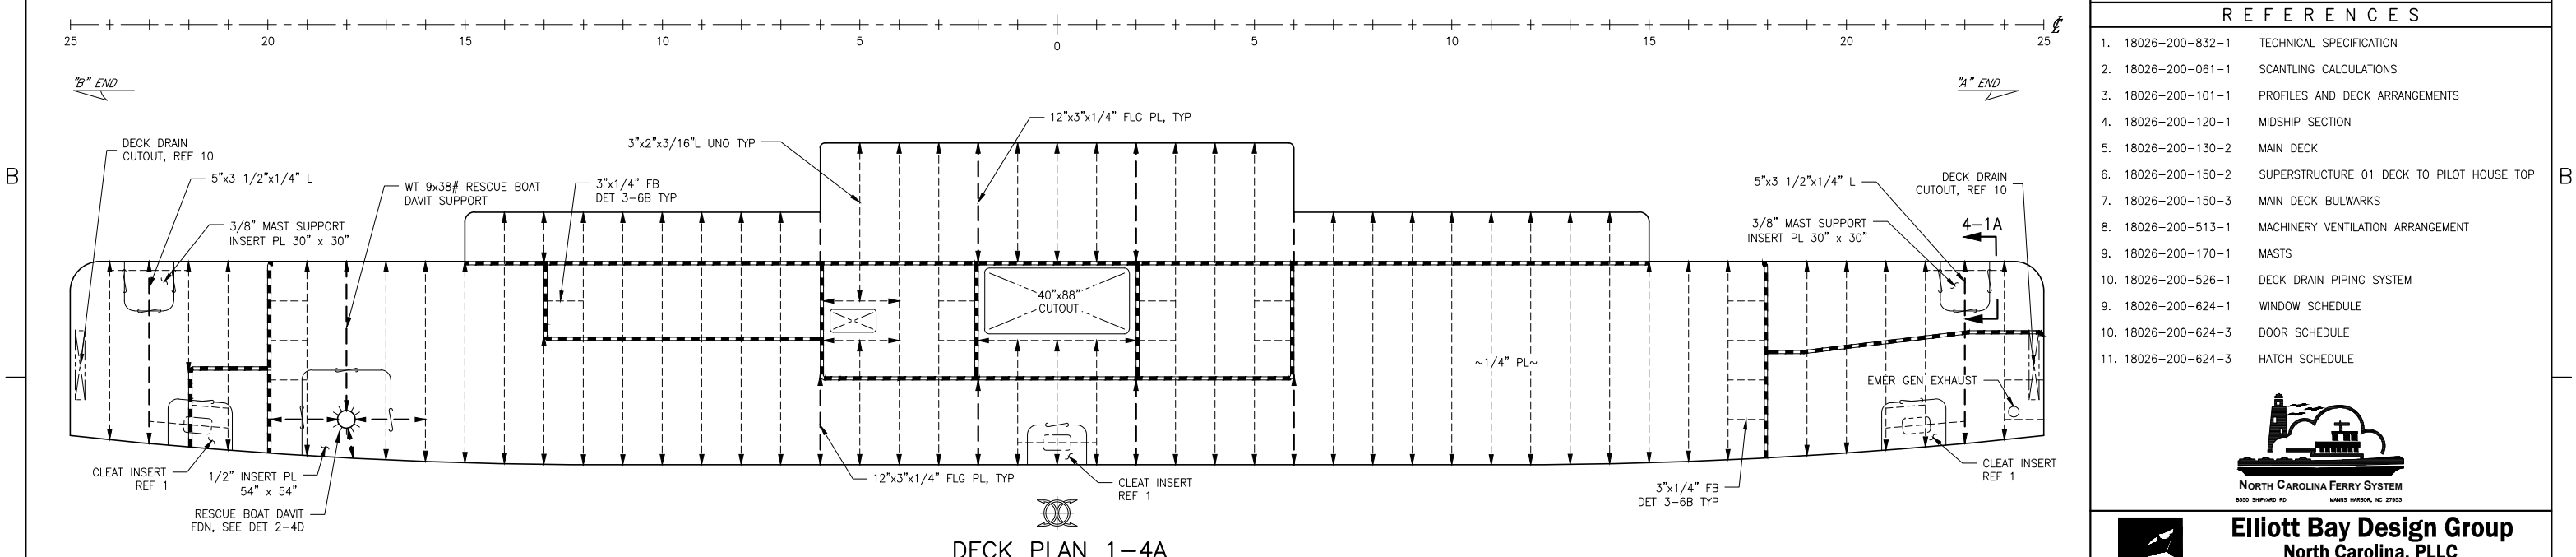 25 20 15 5 0 5 10 15 20 25 ℄
"B" END
"A" END
DECK DRAIN
CUTOUT, REF 10
5"x3 1/2"x1/4" L
3/8" MAST SUPPORT
INSERT PL 30" x 30"
WT 9x38# RESCUE BOAT
DAVIT SUPPORT
3"x1/4" FB
DET 3-6B TYP
3"x2"x3/16"L UNO TYP
12"x3"x1/4" FLG PL, TYP
5"x3 1/2"x1/4" L
3/8" MAST SUPPORT
INSERT PL 30" x 30"
DECK DRAIN
CUTOUT, REF 10
4-1A
B
B
40"x88"
CUTOUT
~1/4" PL~
EMER GEN EXHAUST
CLEAT INSERT
REF 1
1/2" INSERT PL
54" x 54"
RESCUE BOAT DAVIT
FDN, SEE DET 2-4D
12"x3"x1/4" FLG PL, TYP
CLEAT INSERT
REF 1
3"x1/4" FB
DET 3-6B TYP
CLEAT INSERT
REF 1
DECK PLAN 1-4A
REFERENCES
1. 18026-200-832-1 TECHNICAL SPECIFICATION
2. 18026-200-061-1 SCANTLING CALCULATIONS
3. 18026-200-101-1 PROFILES AND DECK ARRANGEMENTS
4. 18026-200-120-1 MIDSHIP SECTION
5. 18026-200-130-2 MAIN DECK
6. 18026-200-150-2 SUPERSTRUCTURE 01 DECK TO PILOT HOUSE TOP
7. 18026-200-150-3 MAIN DECK BULWARKS
8. 18026-200-513-1 MACHINERY VENTILATION ARRANGEMENT
9. 18026-200-170-1 MASTS
10. 18026-200-526-1 DECK DRAIN PIPING SYSTEM
9. 18026-200-624-1 WINDOW SCHEDULE
10. 18026-200-624-3 DOOR SCHEDULE
11. 18026-200-624-3 HATCH SCHEDULE
NORTH CAROLINA FERRY SYSTEM
8550 SHIPYARD RD MANNS HARBOR, NC 27953
Elliott Bay Design Group
North Carolina, PLLC